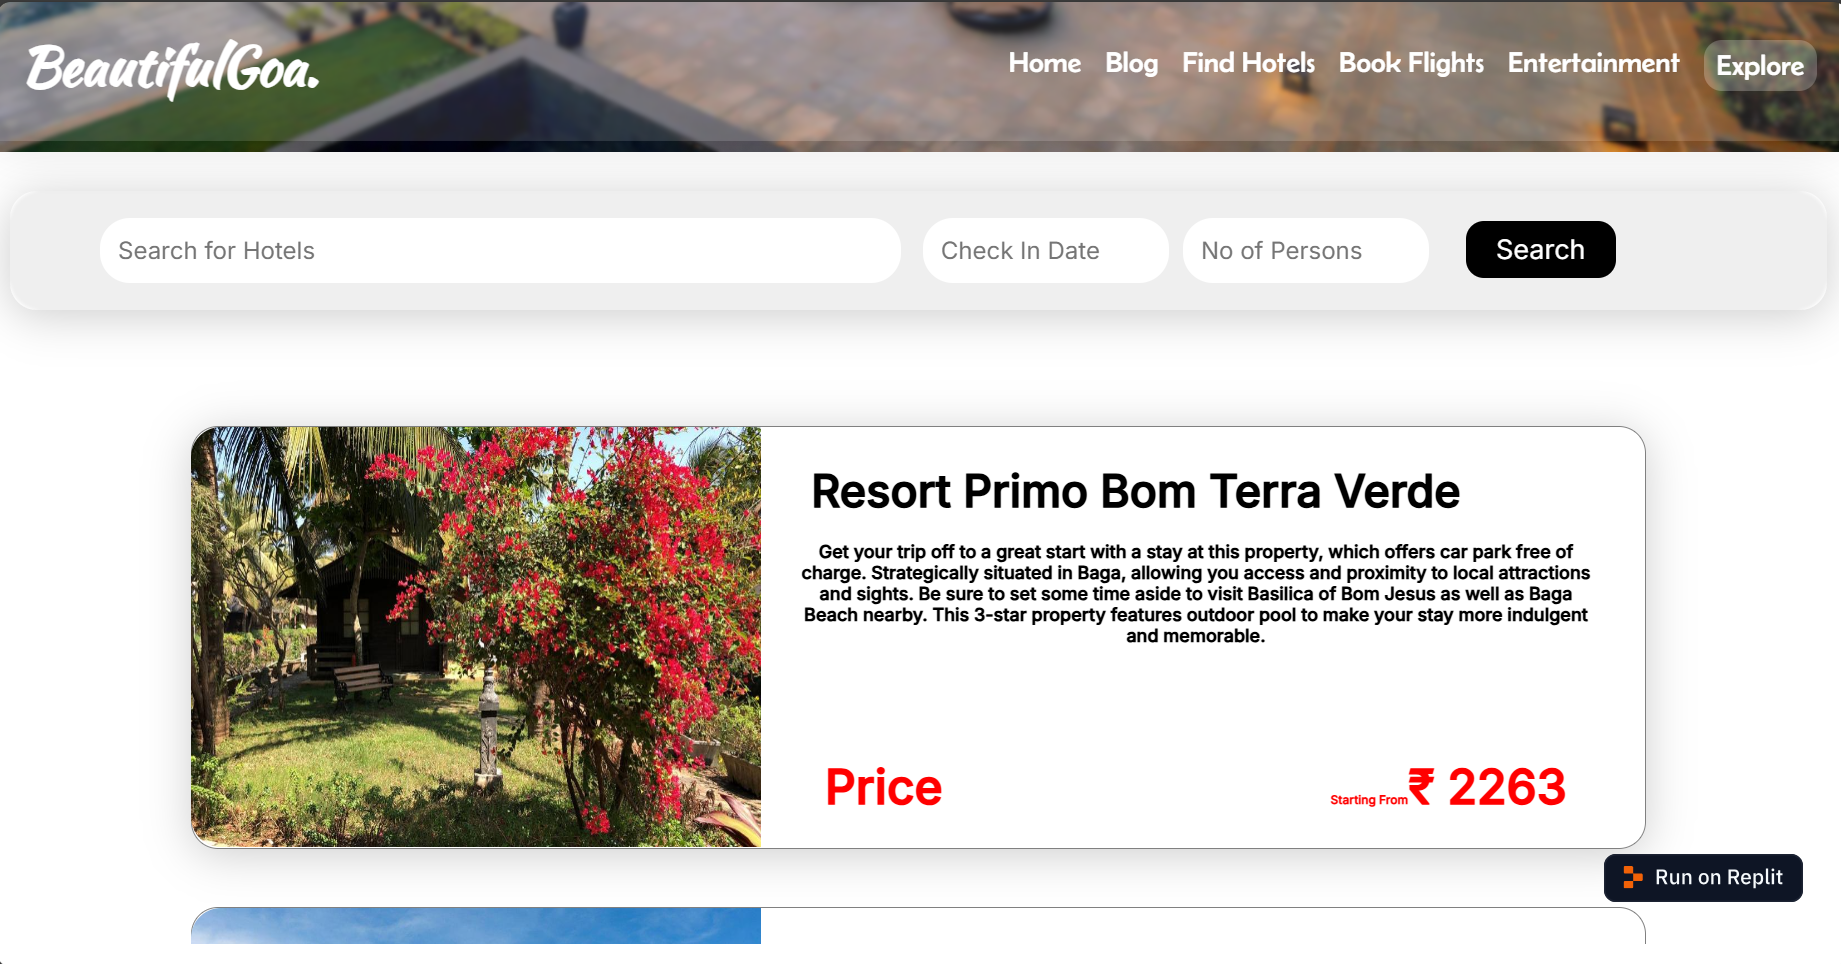 BeautifulGoa.
Home Blog Find Hotels Book Flights Entertainment Explore
Search for Hotels Check In Date No of Persons Search
Resort Primo Bom Terra Verde
Get your trip off to a great start with a stay at this property, which offers car park free of
charge. Strategically situated in Baga, allowing you access and proximity to local attractions
and sights. Be sure to set some time aside to visit Basilica of Bom Jesus as well as Baga
Beach nearby. This 3-star property features outdoor pool to make your stay more indulgent
and memorable.
Price Starting From₹ 2263
Run on Replit